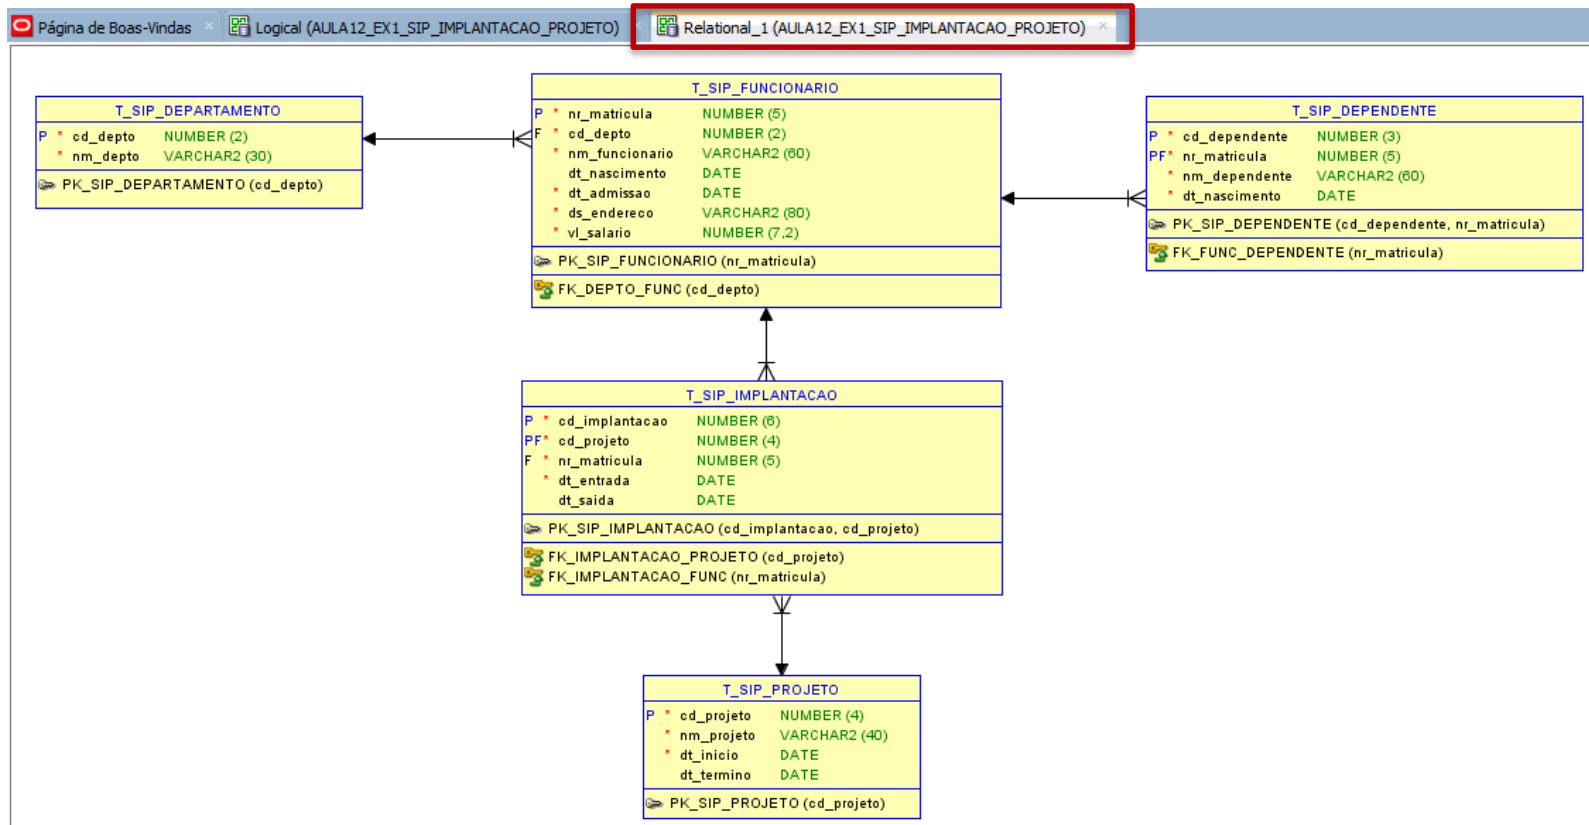 Página de Boas-Vindas × Logical (AULA12_EX1_SIP_IMPLANTACAO_PROJETO) × Relational_1 (AULA12_EX1_SIP_IMPLANTACAO_PROJETO) ×
T_SIP_DEPARTAMENTO
P * cd_depto NUMBER (2)
* nm_depto VARCHAR2 (30)
PK_SIP_DEPARTAMENTO (cd_depto)
T_SIP_FUNCIONARIO
P * nr_matricula NUMBER (5)
F * cd_depto NUMBER (2)
* nm_funcionario VARCHAR2 (60)
dt_nascimento DATE
* dt_admissao DATE
* ds_endereco VARCHAR2 (80)
* vl_salario NUMBER (7,2)
PK_SIP_FUNCIONARIO (nr_matricula)
FK_DEPTO_FUNC (cd_depto)
T_SIP_DEPENDENTE
P * cd_dependente NUMBER (3)
PF* nr_matricula NUMBER (5)
* nm_dependente VARCHAR2 (60)
* dt_nascimento DATE
PK_SIP_DEPENDENTE (cd_dependente, nr_matricula)
FK_FUNC_DEPENDENTE (nr_matricula)
T_SIP_IMPLANTACAO
P * cd_implantacao NUMBER (6)
PF* cd_projeto NUMBER (4)
F * nr_matricula NUMBER (5)
* dt_entrada DATE
dt_saida DATE
PK_SIP_IMPLANTACAO (cd_implantacao, cd_projeto)
FK_IMPLANTACAO_PROJETO (cd_projeto)
FK_IMPLANTACAO_FUNC (nr_matricula)
T_SIP_PROJETO
P * cd_projeto NUMBER (4)
* nm_projeto VARCHAR2 (40)
* dt_inicio DATE
dt_termino DATE
PK_SIP_PROJETO (cd_projeto)